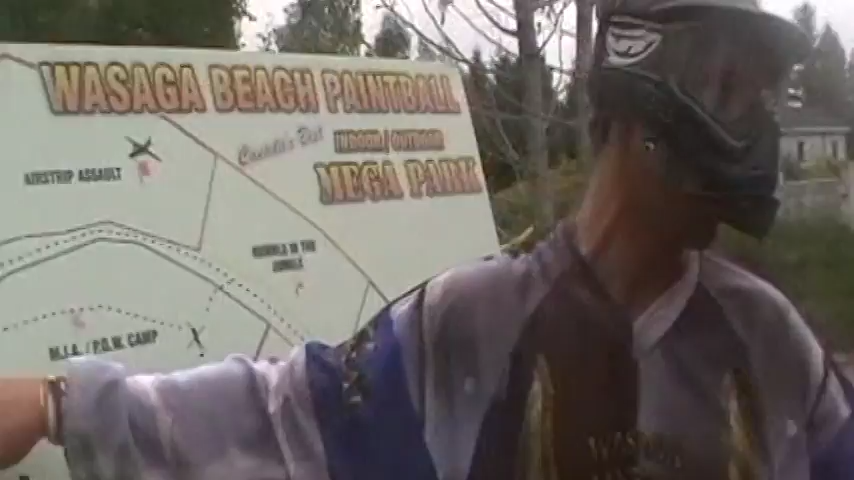 WASAGA BEACH PAINTBALL
Canada's Best
INDOOR/OUTDOOR
MEGA PARK
AIRSTRIP ASSAULT
RUMBLE IN THE
JUNGLE
M.I.A. / P.O.W. CAMP